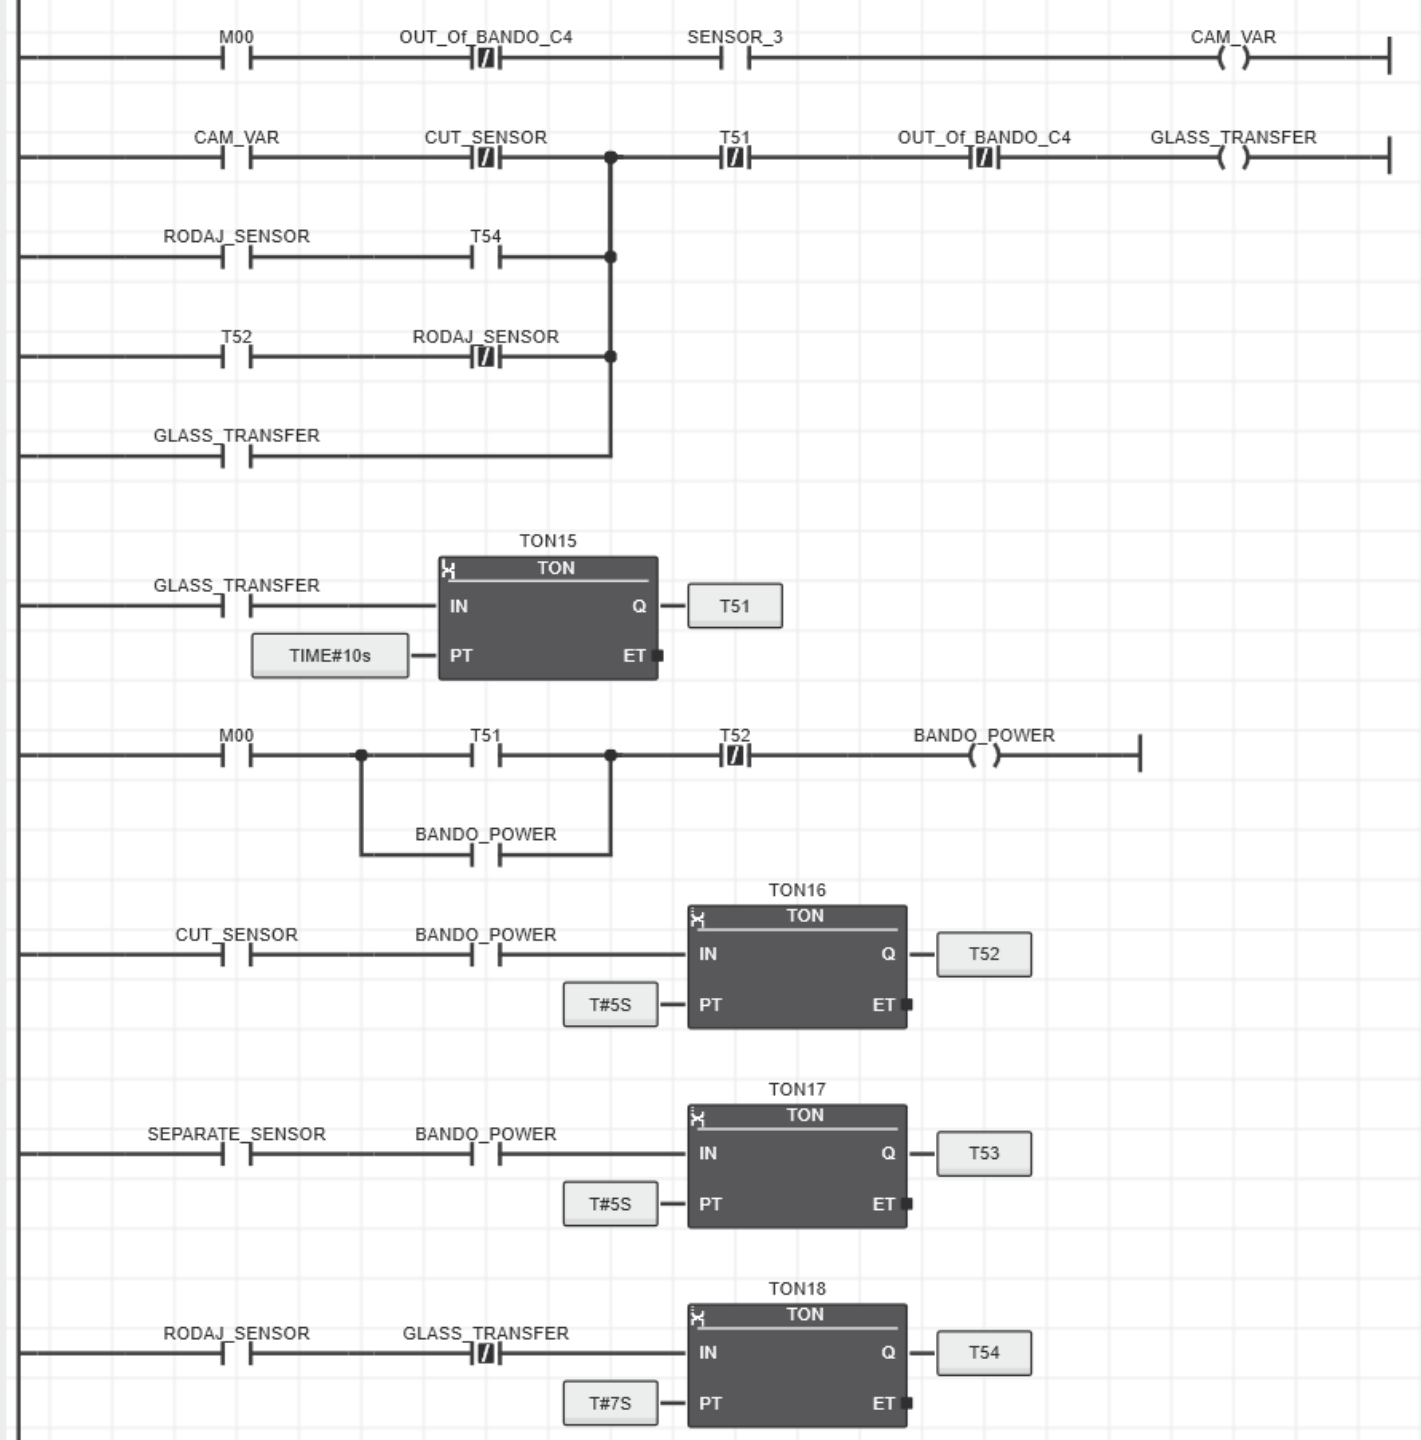 M00 OUT_Of_BANDO_C4 SENSOR_3 CAM_VAR
CAM_VAR CUT_SENSOR T51 OUT_Of_BANDO_C4 GLASS_TRANSFER
RODAJ_SENSOR T54
T52 RODAJ_SENSOR
GLASS_TRANSFER
TON15
TON
GLASS_TRANSFER IN Q T51
TIME#10s PT ET
M00 T51 T52 BANDO_POWER
BANDO_POWER
TON16
TON
CUT_SENSOR BANDO_POWER IN Q T52
T#5S PT ET
TON17
TON
SEPARATE_SENSOR BANDO_POWER IN Q T53
T#5S PT ET
TON18
TON
RODAJ_SENSOR GLASS_TRANSFER IN Q T54
T#7S PT ET